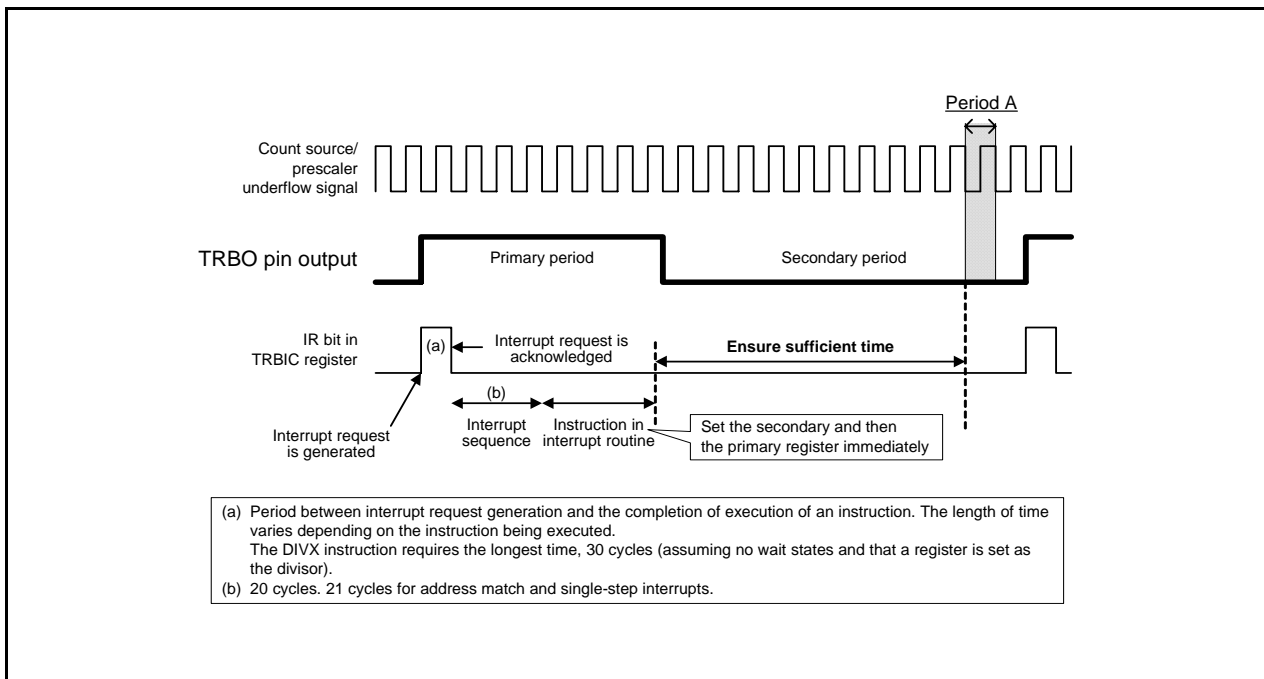 Period A
Count source/
prescaler
underflow signal
TRBO pin output
Primary period
Secondary period
IR bit in
TRBIC register
(a)
Interrupt request is
acknowledged
Ensure sufficient time
(b)
Interrupt
sequence
Instruction in
interrupt routine
Set the secondary and then
the primary register immediately
Interrupt request
is generated
(a) Period between interrupt request generation and the completion of execution of an instruction. The length of time
varies depending on the instruction being executed.
The DIVX instruction requires the longest time, 30 cycles (assuming no wait states and that a register is set as
the divisor).
(b) 20 cycles. 21 cycles for address match and single-step interrupts.